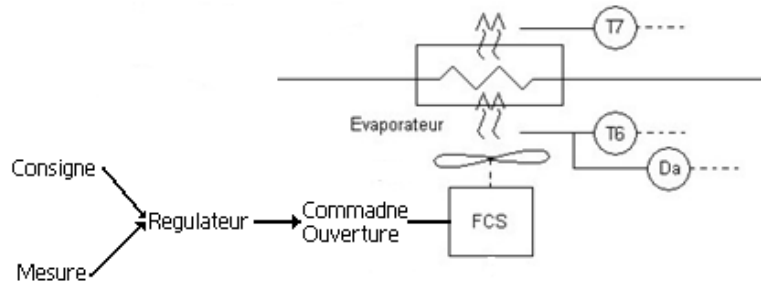 T7
Evaporateur
T6
Da
Consigne
Regulateur
Commadne
Ouverture
FCS
Mesure